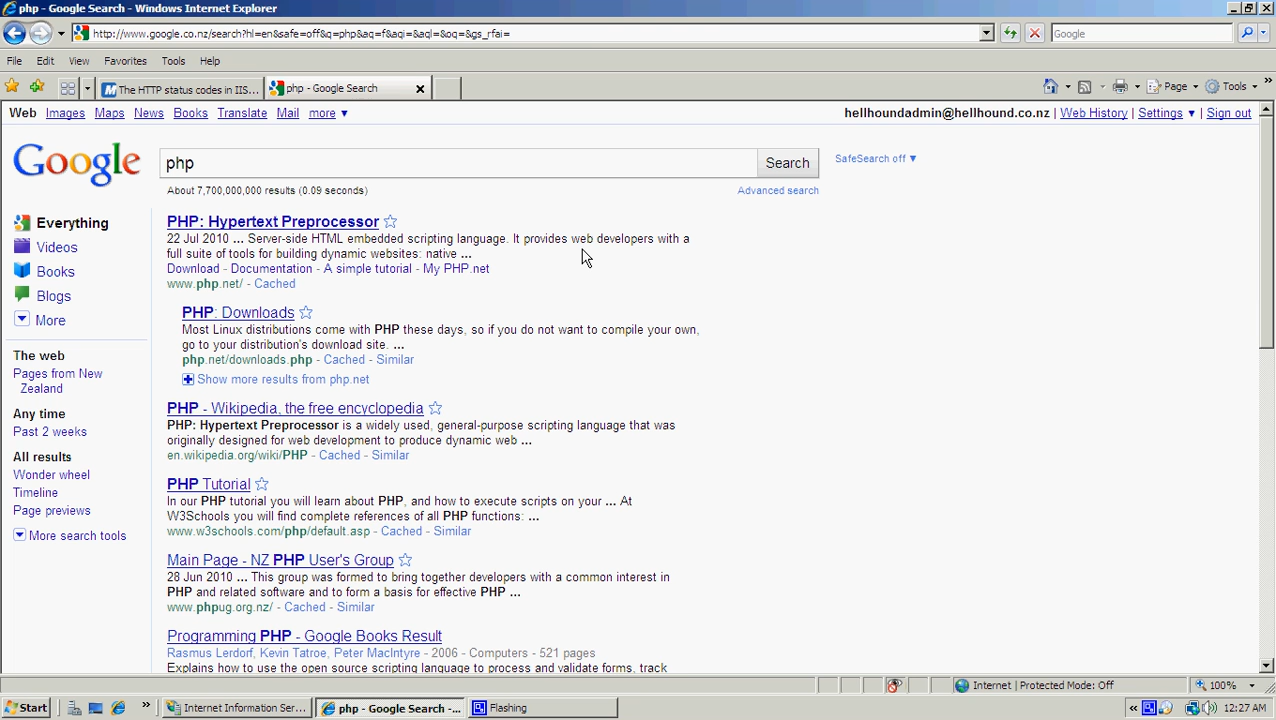 php - Google Search - Windows Internet Explorer
http://www.google.co.nz/search?hl=en&safe=off&q=php&aq=f&aqi=&aql=&oq=&gs_rfai=
Google
File Edit View Favorites Tools Help
The HTTP status codes in IIS...
php - Google Search
Page Tools
Web Images Maps News Books Translate Mail more ▼
hellhoundadmin@hellhound.co.nz | Web History | Settings ▼ | Sign out
Google
php
Search
SafeSearch off ▼
About 7,700,000,000 results (0.09 seconds)
Advanced search
Everything
Videos
Books
Blogs
More
The web
Pages from New
Zealand
Any time
Past 2 weeks
All results
Wonder wheel
Timeline
Page previews
More search tools
PHP: Hypertext Preprocessor
22 Jul 2010 ... Server-side HTML embedded scripting language. It provides web developers with a
full suite of tools for building dynamic websites: native ...
Download - Documentation - A simple tutorial - My PHP.net
www.php.net/ - Cached
PHP: Downloads
Most Linux distributions come with PHP these days, so if you do not want to compile your own,
go to your distribution's download site. ...
php.net/downloads.php - Cached - Similar
Show more results from php.net
PHP - Wikipedia, the free encyclopedia
PHP: Hypertext Preprocessor is a widely used, general-purpose scripting language that was
originally designed for web development to produce dynamic web ...
en.wikipedia.org/wiki/PHP - Cached - Similar
PHP Tutorial
In our PHP tutorial you will learn about PHP, and how to execute scripts on your ... At
W3Schools you will find complete references of all PHP functions: ...
www.w3schools.com/php/default.asp - Cached - Similar
Main Page - NZ PHP User's Group
28 Jun 2010 ... This group was formed to bring together developers with a common interest in
PHP and related software and to form a basis for effective PHP ...
www.phpug.org.nz/ - Cached - Similar
Programming PHP - Google Books Result
Rasmus Lerdorf, Kevin Tatroe, Peter MacIntyre - 2006 - Computers - 521 pages
Explains how to use the open source scripting language to process and validate forms, track
Internet | Protected Mode: Off
100%
Start
Internet Information Ser...
php - Google Search -...
Flashing
12:27 AM